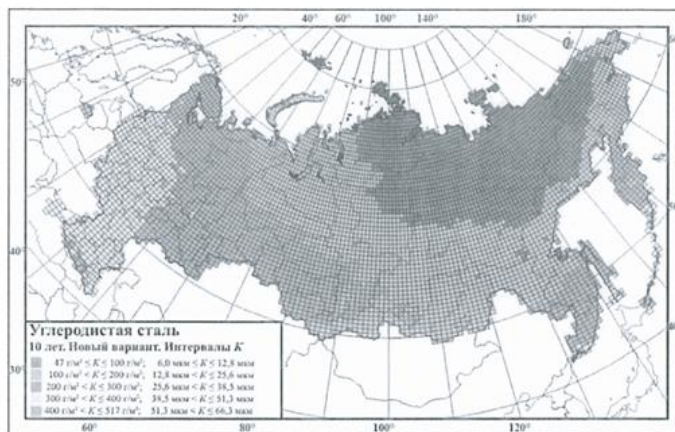 20° 40° 60° 100° 140° 180°
50°
40°
30°
Углеродистая сталь
10 лет. Новый вариант. Интервалы K
47 г/м² ≤ K ≤ 100 г/м²; 6,0 мкм ≤ K ≤ 12,8 мкм
100 г/м² < K ≤ 200 г/м²; 12,8 мкм < K ≤ 25,6 мкм
200 г/м² < K ≤ 300 г/м²; 25,6 мкм < K ≤ 38,5 мкм
300 г/м² < K ≤ 400 г/м²; 38,5 мкм < K ≤ 51,3 мкм
400 г/м² < K ≤ 517 г/м²; 51,3 мкм < K ≤ 66,3 мкм
60° 80° 100° 120°